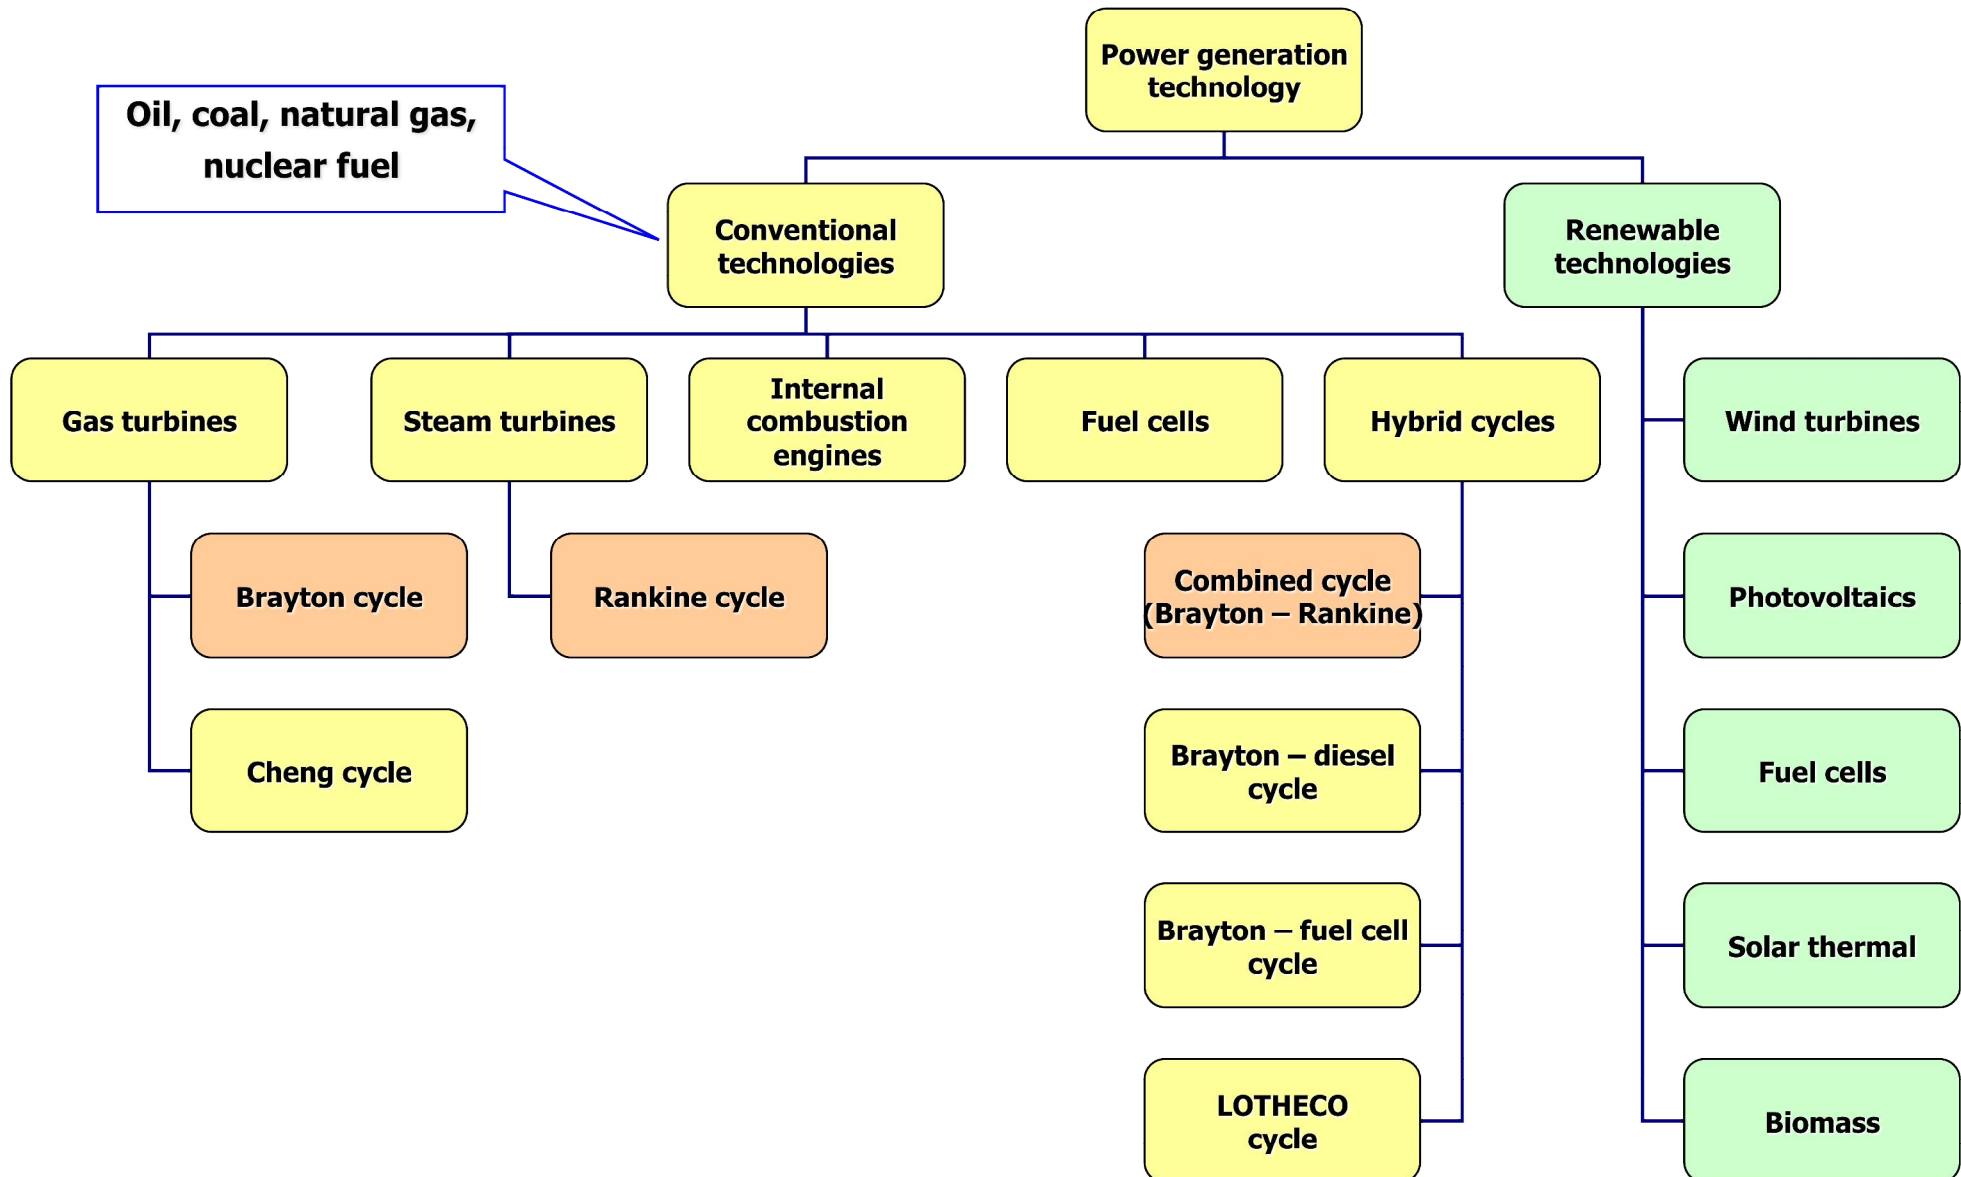 Power generation
technology
Oil, coal, natural gas,
nuclear fuel
Conventional
technologies
Renewable
technologies
Gas turbines
Steam turbines
Internal
combustion
engines
Fuel cells
Hybrid cycles
Wind turbines
Brayton cycle
Rankine cycle
Combined cycle
(Brayton – Rankine)
Photovoltaics
Cheng cycle
Brayton – diesel
cycle
Fuel cells
Brayton – fuel cell
cycle
Solar thermal
LOTHECO
cycle
Biomass